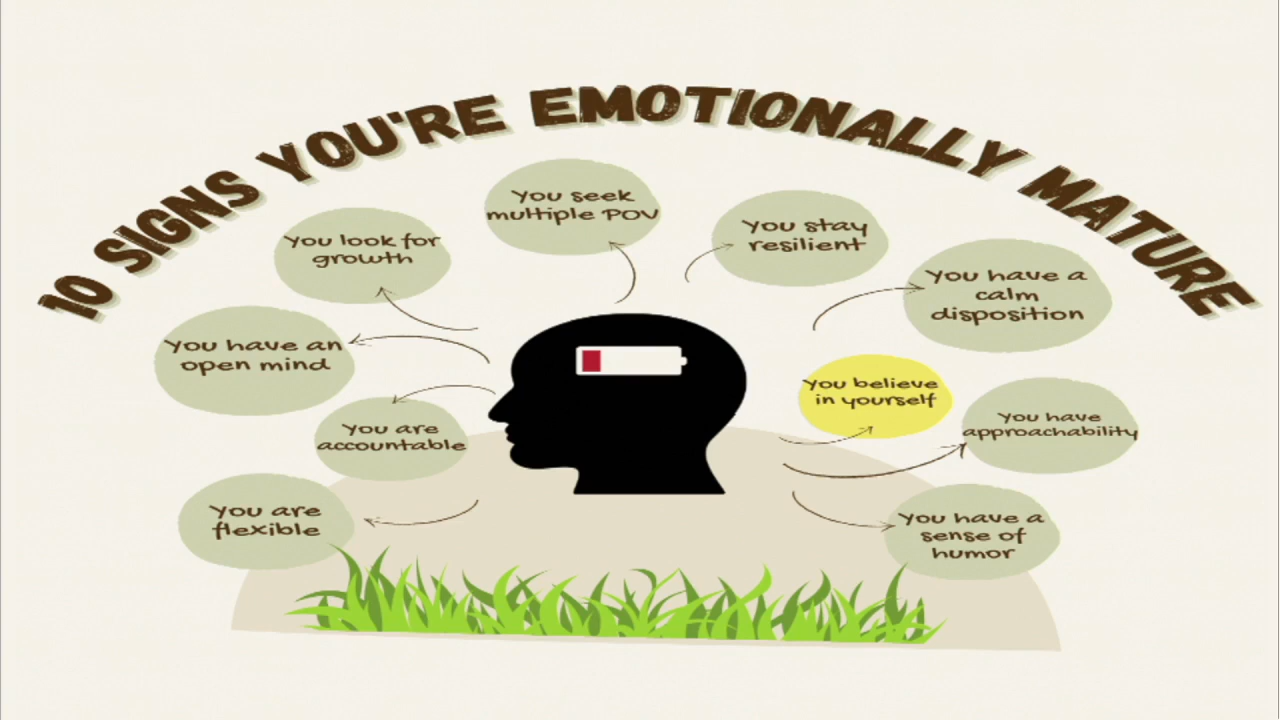 10 SIGNS YOU'RE EMOTIONALLY MATURE
You seek
multiple POV
You stay
resilient
You look for
growth
You have a
calm
disposition
You have an
open mind
You believe
in yourself
You are
accountable
You have
approachability
You are
flexible
You have a
sense of
humor